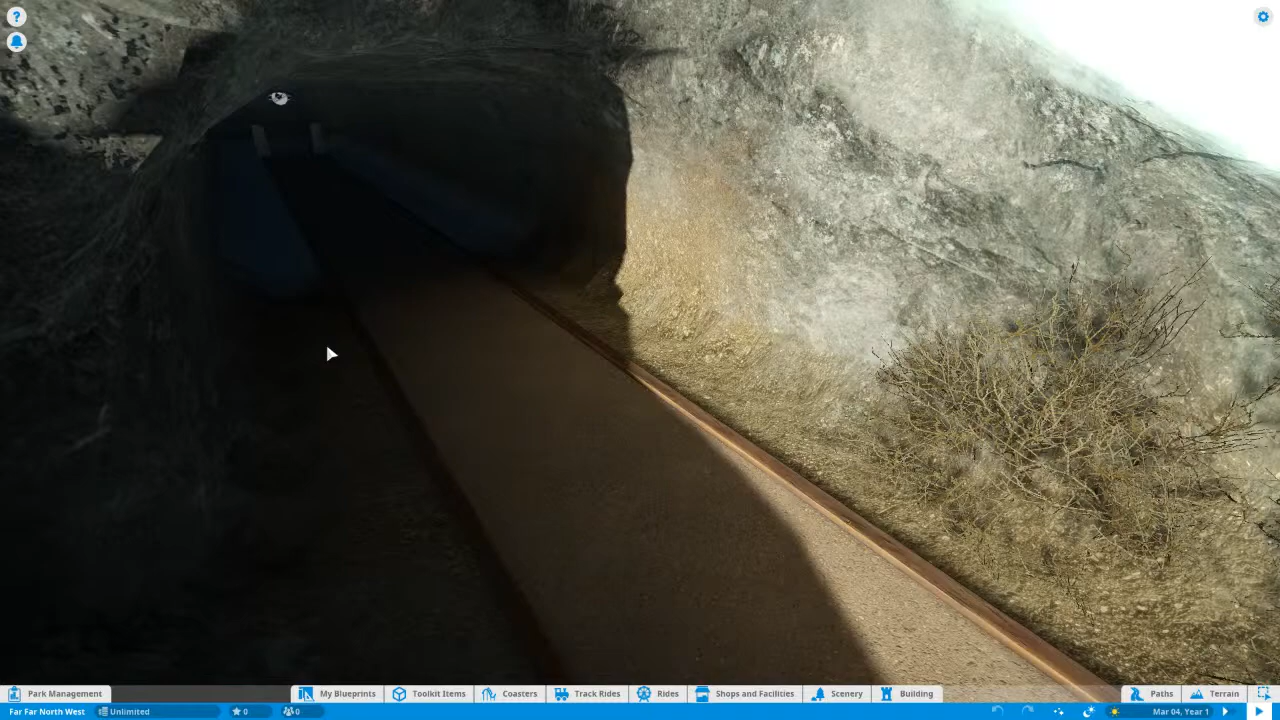 ?
Park Management
My Blueprints Toolkit Items Coasters Track Rides Rides Shops and Facilities Scenery Building
Paths Terrain
Far Far North West Unlimited 0 0
Mar 04, Year 1